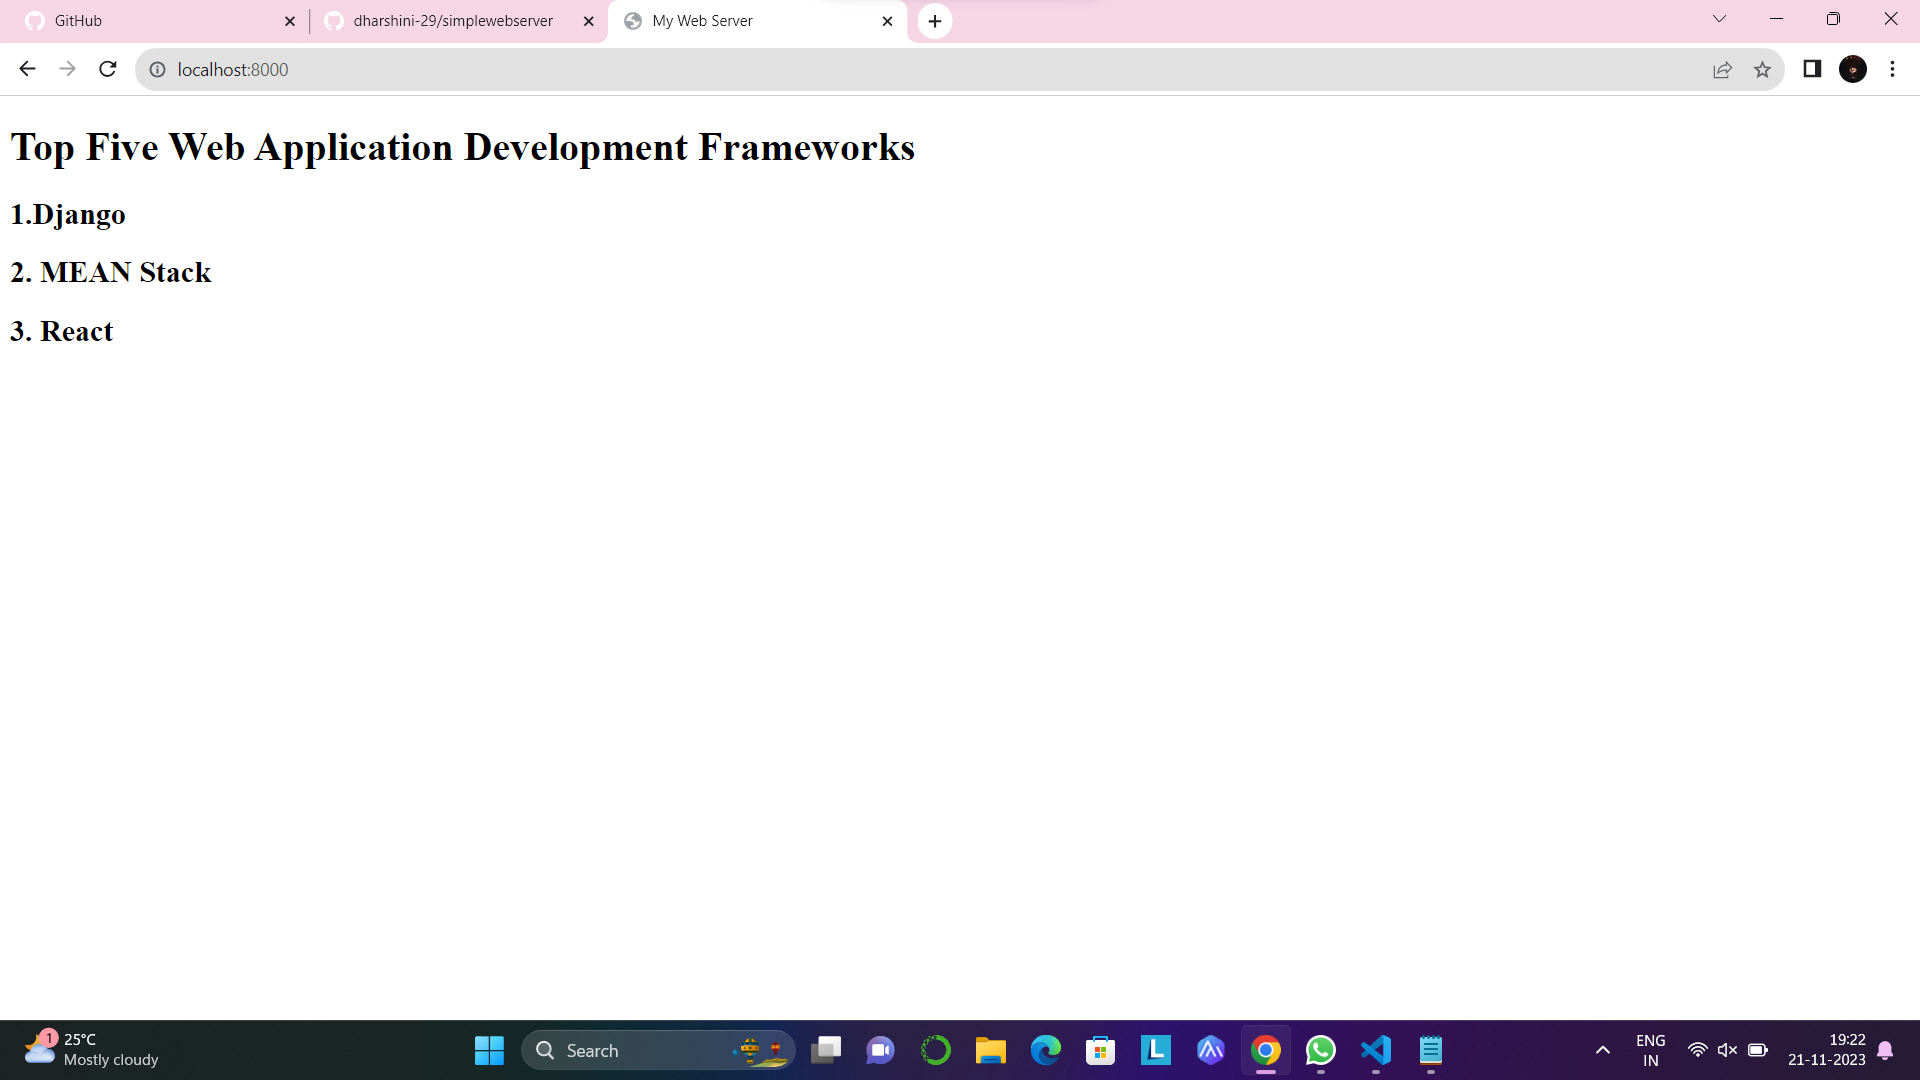 GitHub
dharshini-29/simplewebserver
My Web Server
localhost:8000
Top Five Web Application Development Frameworks
1.Django
2. MEAN Stack
3. React
1
25°C
Mostly cloudy
Search
L
ENG
IN
19:22
21-11-2023